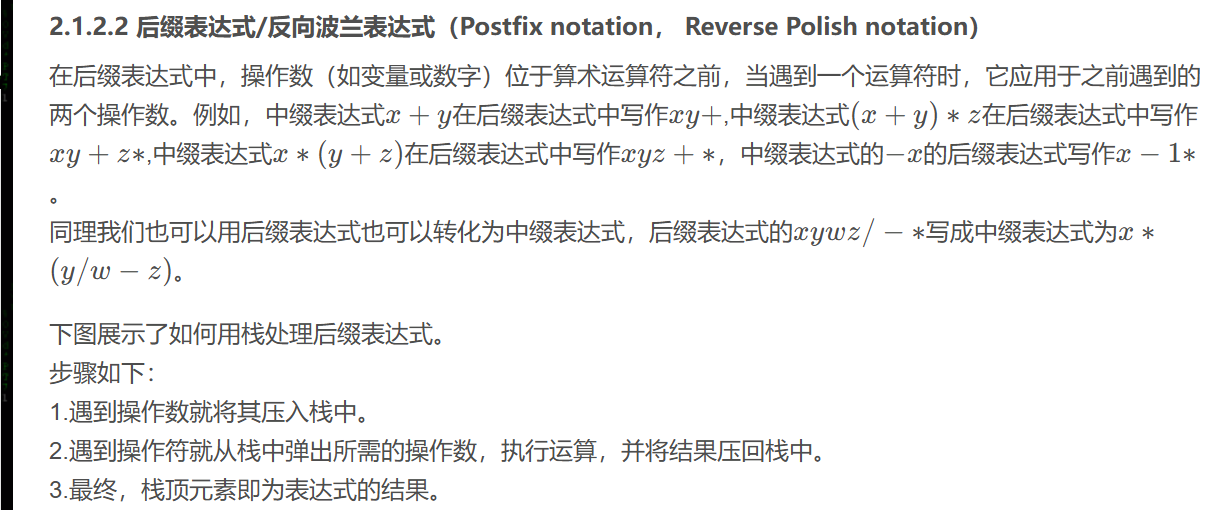 2.1.2.2 后缀表达式/反向波兰表达式（Postfix notation， Reverse Polish notation）
在后缀表达式中，操作数（如变量或数字）位于算术运算符之前，当遇到一个运算符时，它应用于之前遇到的
两个操作数。例如，中缀表达式x + y在后缀表达式中写作xy+,中缀表达式(x + y) ∗ z在后缀表达式中写作
xy + z∗,中缀表达式x ∗ (y + z)在后缀表达式中写作xyz + ∗，中缀表达式的−x的后缀表达式写作x − 1∗
。
同理我们也可以用后缀表达式也可以转化为中缀表达式，后缀表达式的xywz/ − ∗写成中缀表达式为x ∗
(y/w − z)。
下图展示了如何用栈处理后缀表达式。
步骤如下：
1.遇到操作数就将其压入栈中。
2.遇到操作符就从栈中弹出所需的操作数，执行运算，并将结果压回栈中。
3.最终，栈顶元素即为表达式的结果。